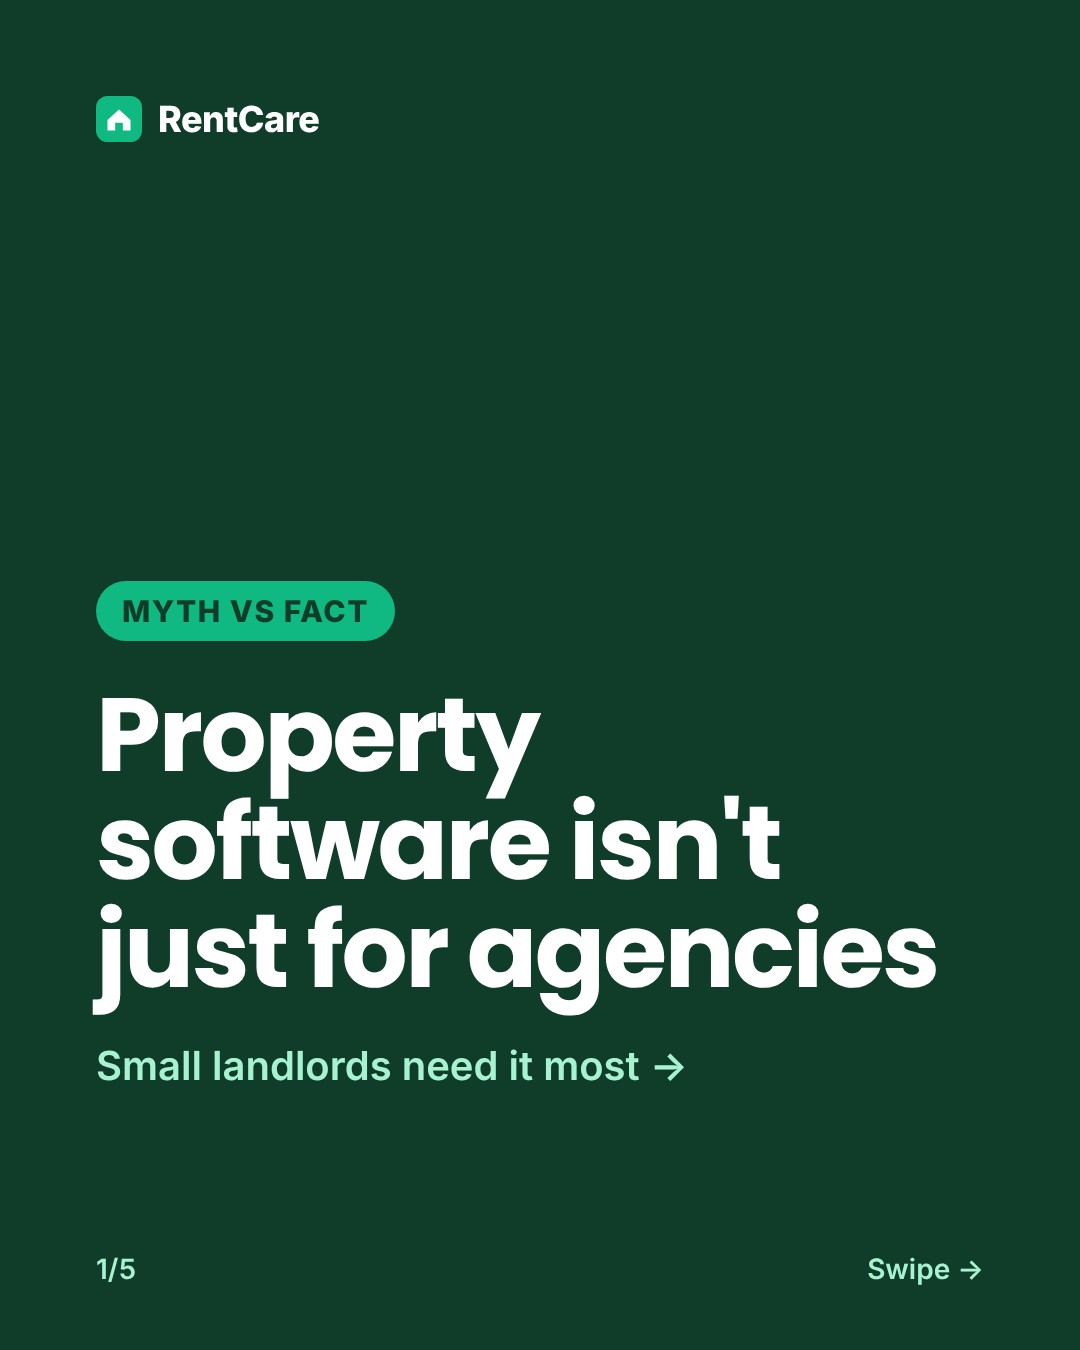 RentCare
MYTH VS FACT
Property
software isn't
just for agencies
Small landlords need it most →
1/5
Swipe →